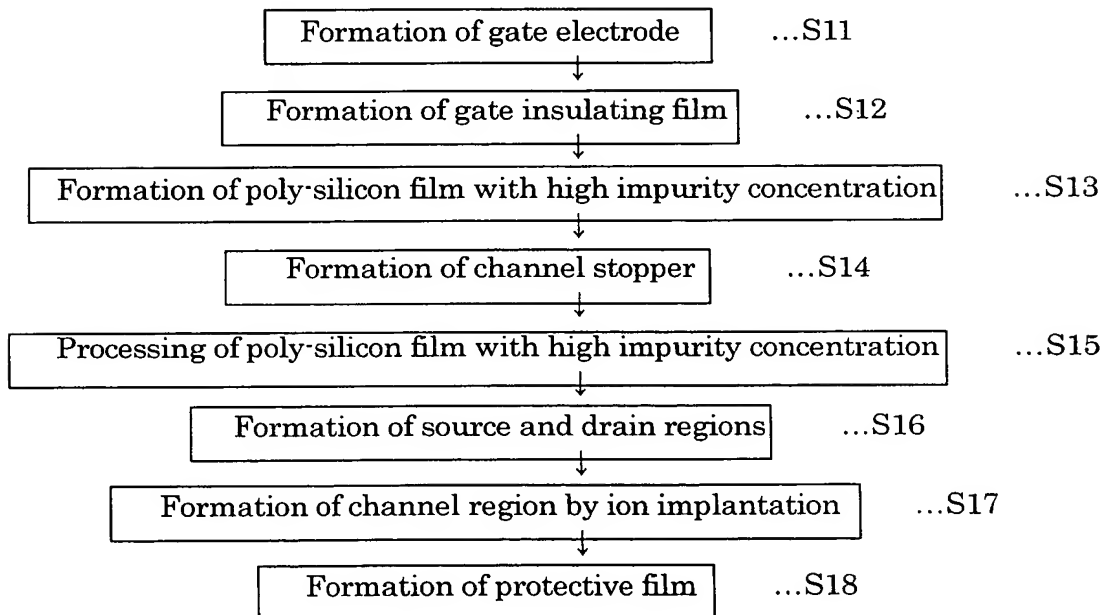 Formation of gate electrode ...S11
Formation of gate insulating film ...S12
Formation of poly-silicon film with high impurity concentration ...S13
Formation of channel stopper ...S14
Processing of poly-silicon film with high impurity concentration ...S15
Formation of source and drain regions ...S16
Formation of channel region by ion implantation ...S17
Formation of protective film ...S18